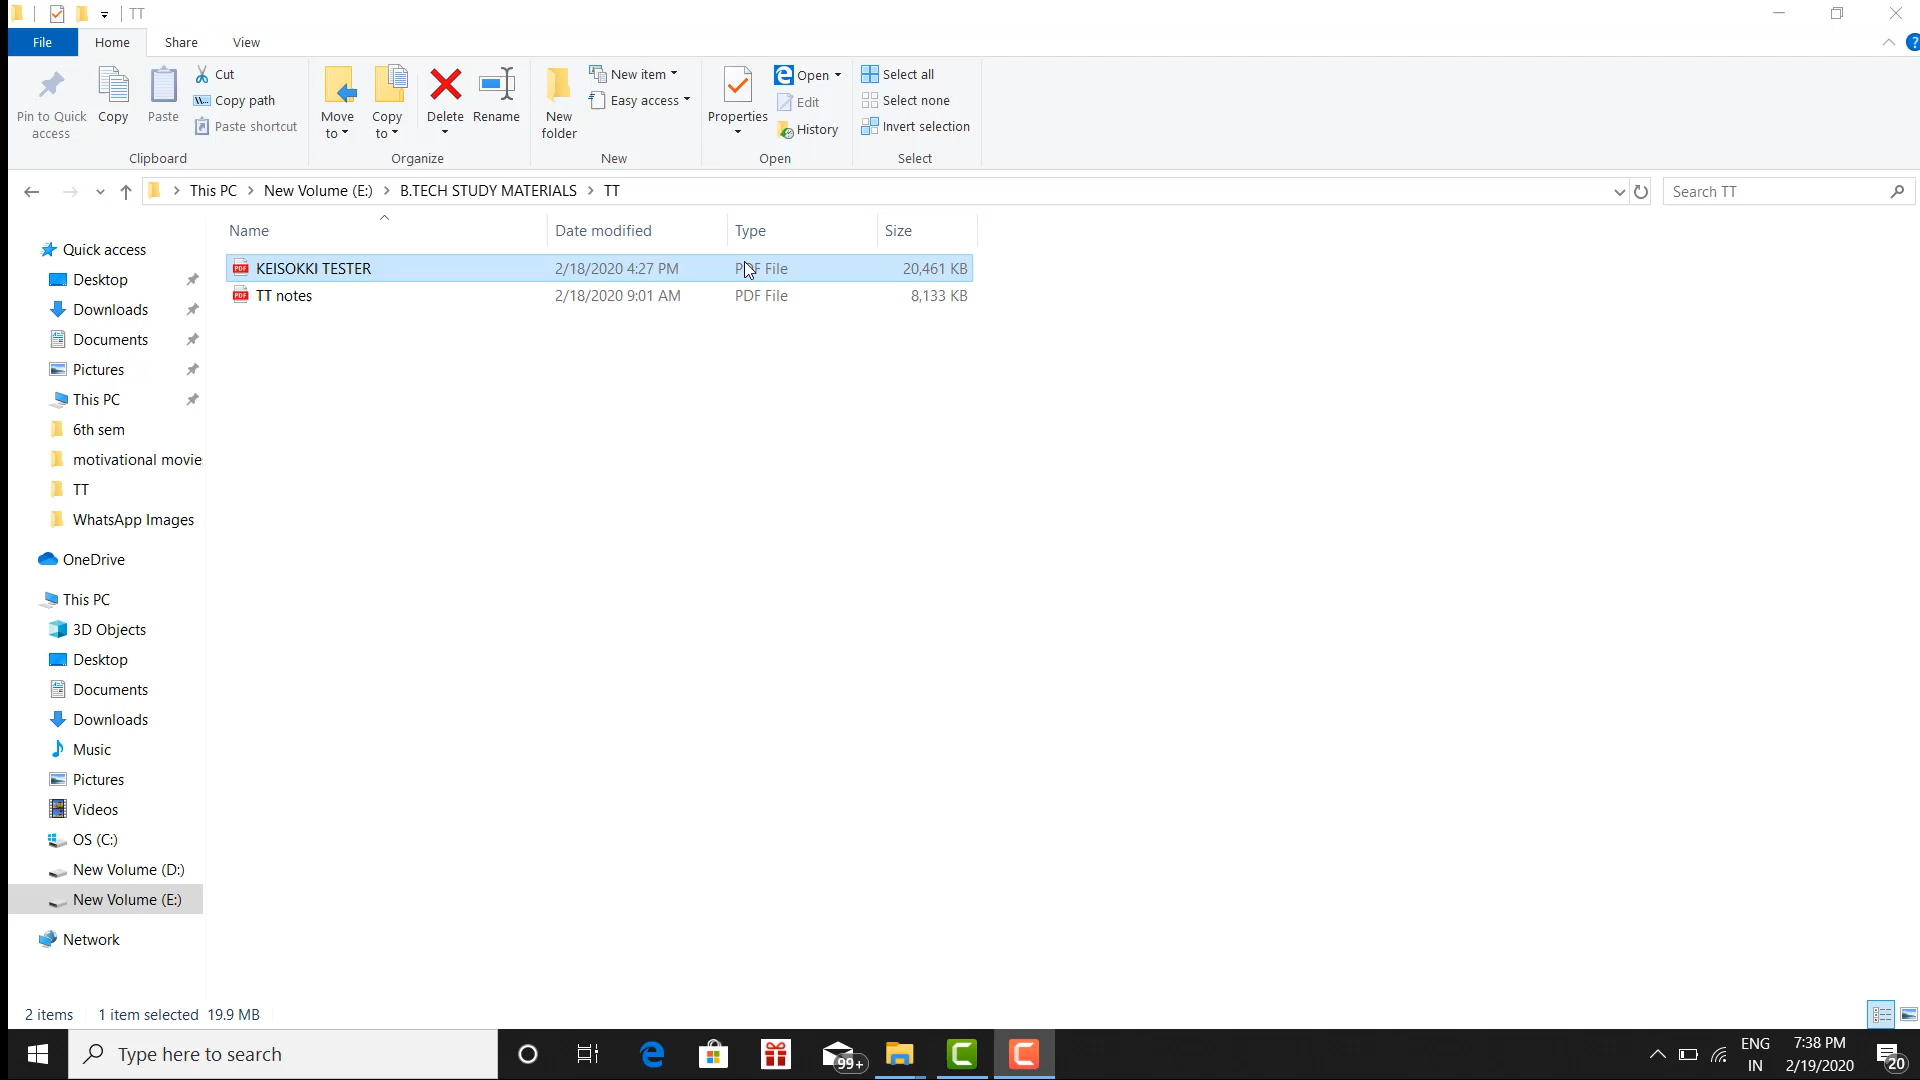 TT
File Home Share View
Pin to Quick access
Copy
Paste
Cut
Copy path
Paste shortcut
Clipboard
Move to
Copy to
Delete
Rename
Organize
New folder
New item
Easy access
New
Properties
Open
Edit
History
Open
Select all
Select none
Invert selection
Select
This PC New Volume (E:) B.TECH STUDY MATERIALS TT
Search TT
Name Date modified Type Size
KEISOKKI TESTER 2/18/2020 4:27 PM PDF File 20,461 KB
TT notes 2/18/2020 9:01 AM PDF File 8,133 KB
Quick access
Desktop
Downloads
Documents
Pictures
This PC
6th sem
motivational movie
TT
WhatsApp Images
OneDrive
This PC
3D Objects
Desktop
Documents
Downloads
Music
Pictures
Videos
OS (C:)
New Volume (D:)
New Volume (E:)
Network
2 items 1 item selected 19.9 MB
Type here to search
99+
ENG
IN
7:38 PM
2/19/2020
20